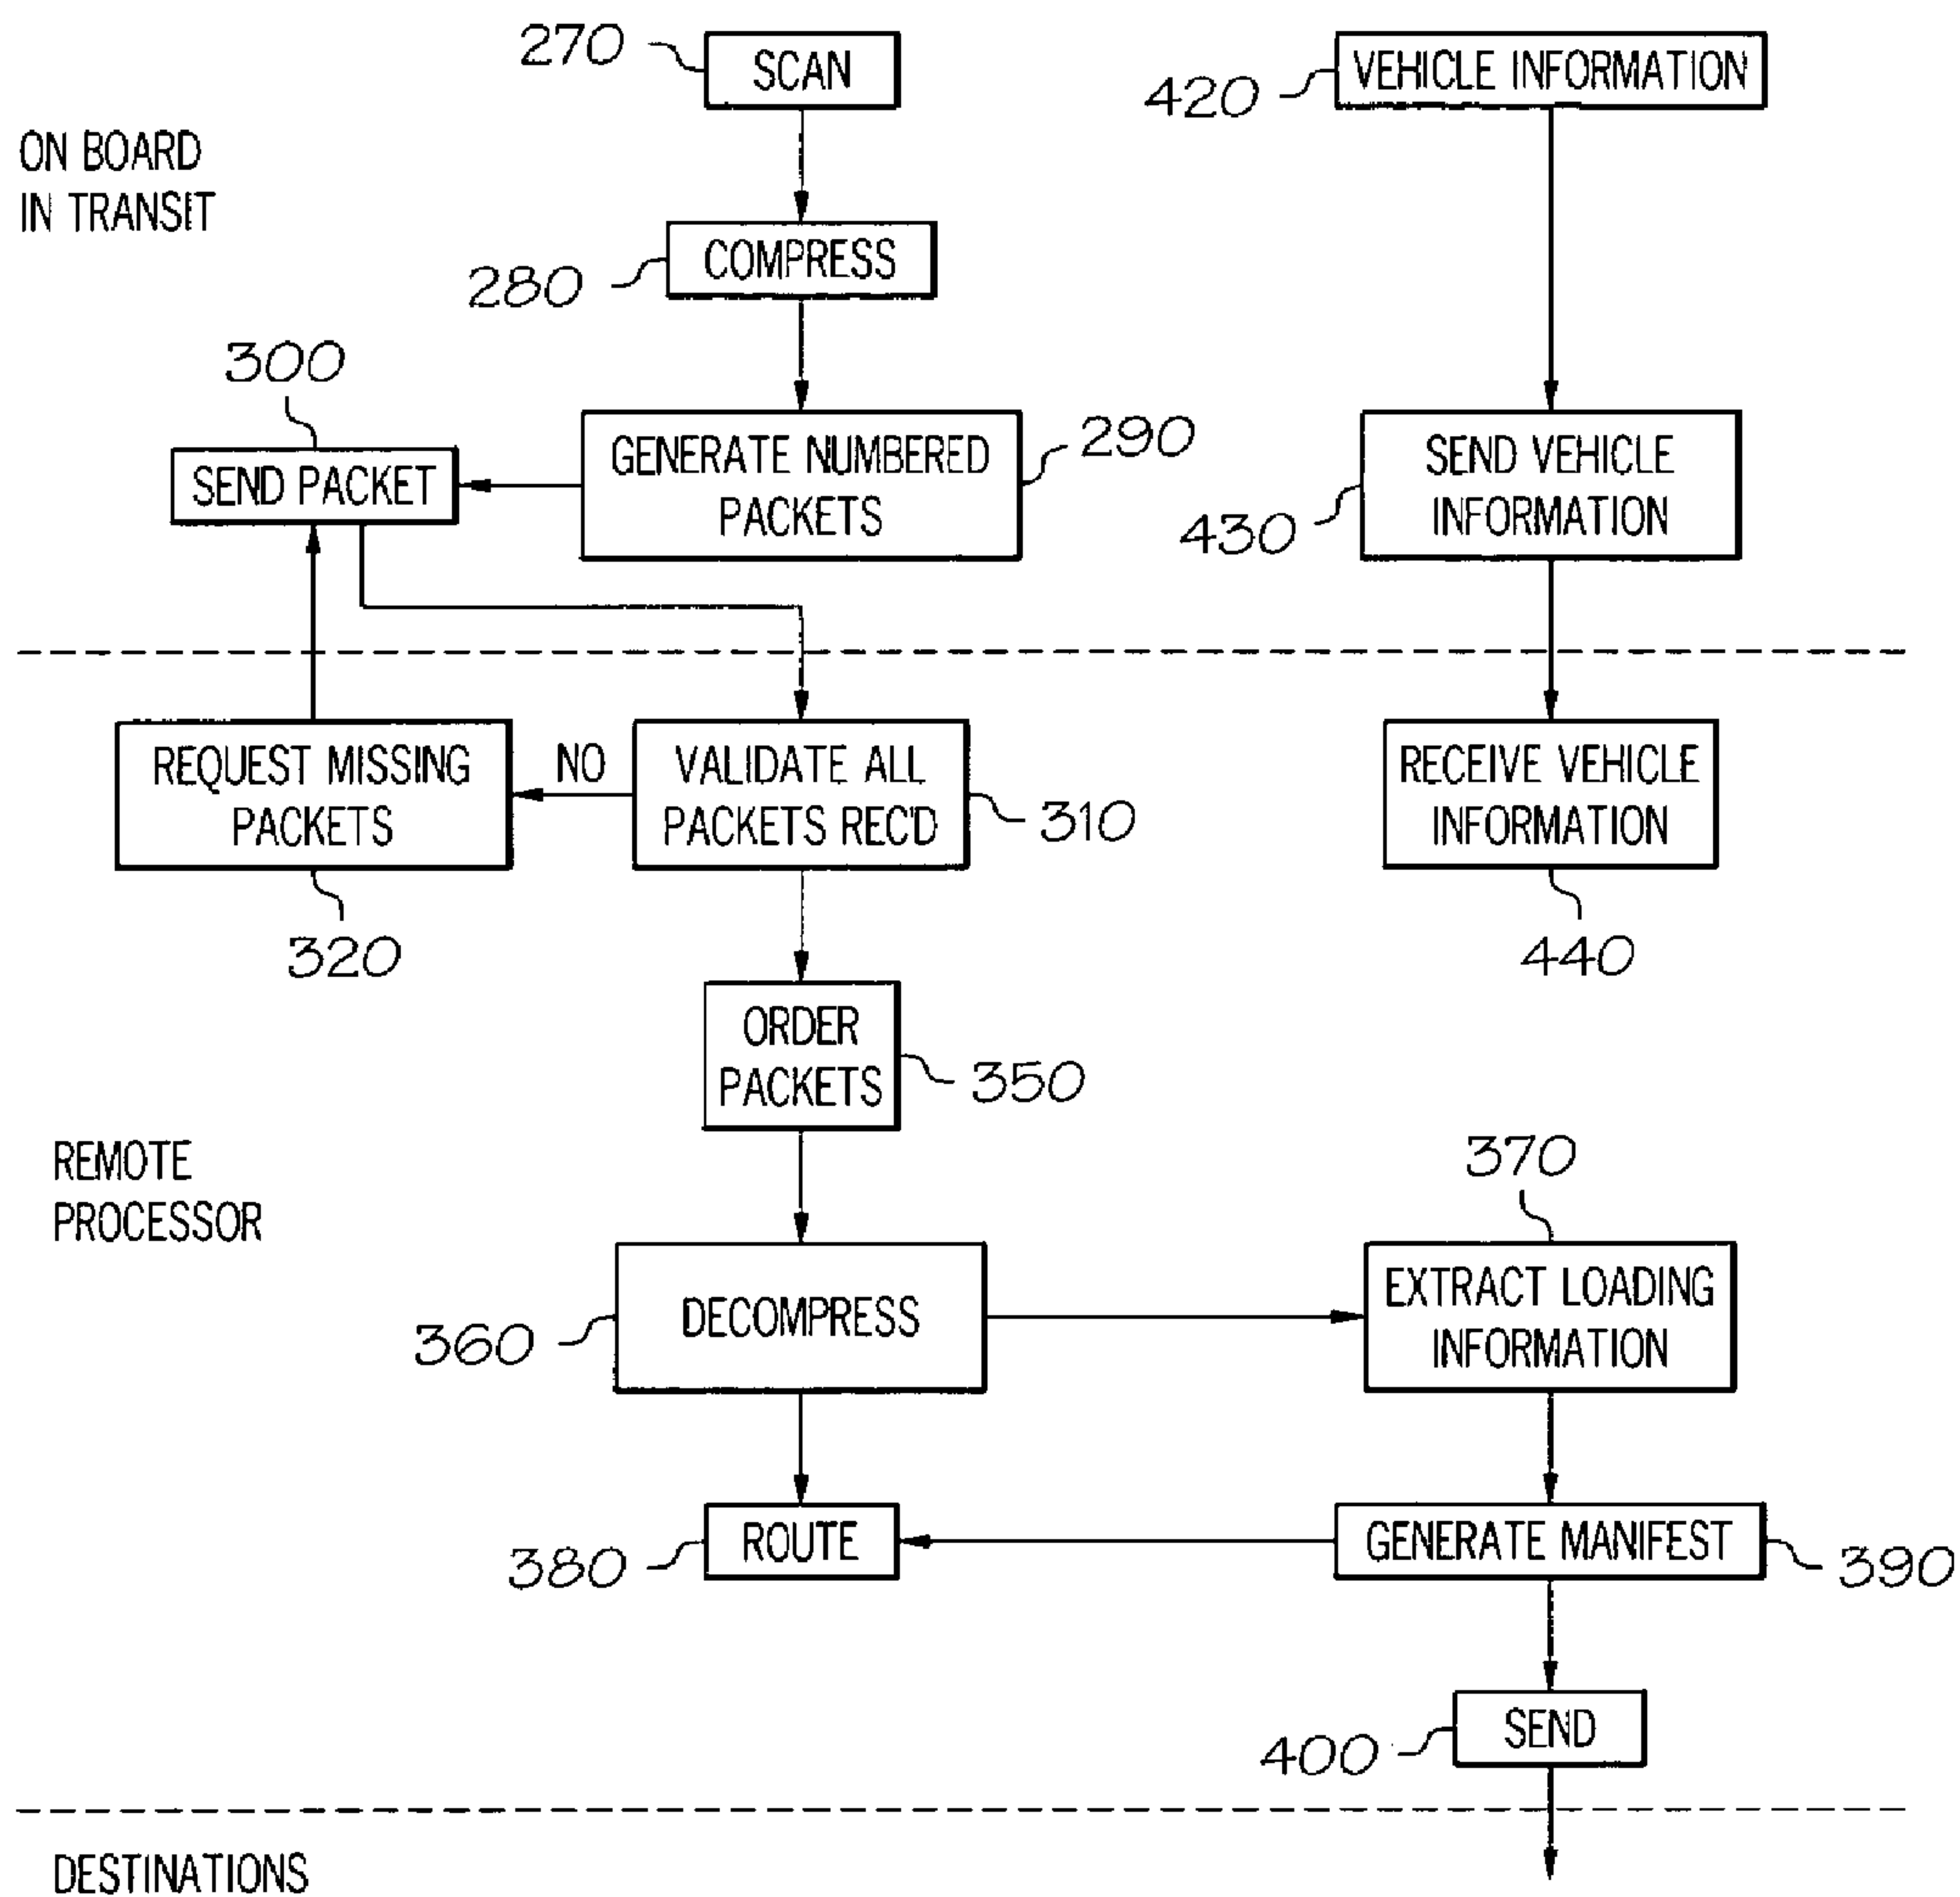 270
SCAN
VEHICLE INFORMATION
420
ON BOARD
IN TRANSIT
COMPRESS
280
300
SEND PACKET
GENERATE NUMBERED
PACKETS
290
SEND VEHICLE
INFORMATION
430
REQUEST MISSING
PACKETS
NO
VALIDATE ALL
PACKETS REC'D
310
RECEIVE VEHICLE
INFORMATION
320
440
ORDER
PACKETS
350
REMOTE
PROCESSOR
370
DECOMPRESS
360
EXTRACT LOADING
INFORMATION
ROUTE
380
GENERATE MANIFEST
390
SEND
400
DESTINATIONS